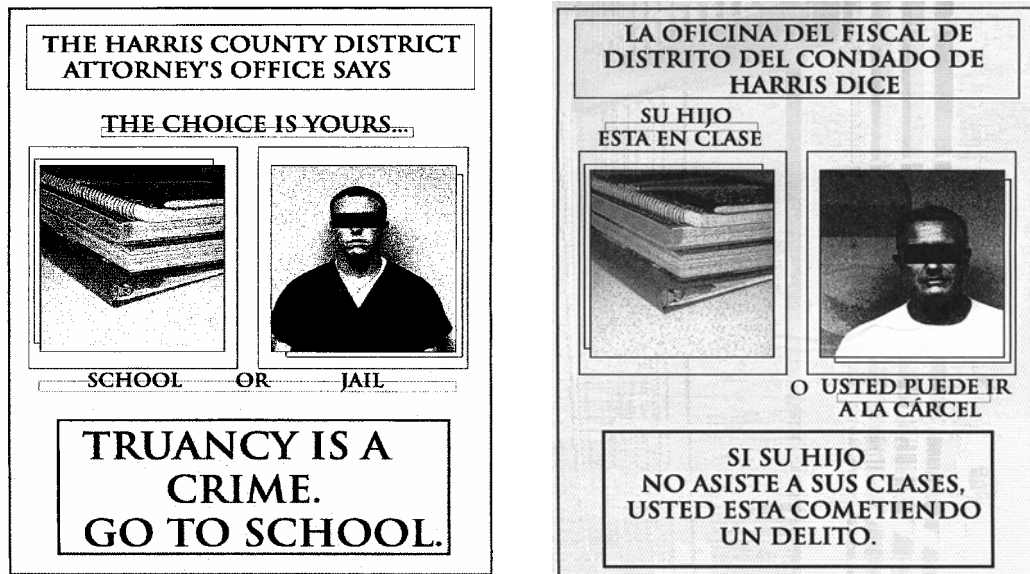 THE HARRIS COUNTY DISTRICT
ATTORNEY'S OFFICE SAYS
THE CHOICE IS YOURS...
SCHOOL OR JAIL
TRUANCY IS A
CRIME.
GO TO SCHOOL.
LA OFICINA DEL FISCAL DE
DISTRITO DEL CONDADO DE
HARRIS DICE
SU HIJO
ESTA EN CLASE
O USTED PUEDE IR
A LA CÁRCEL
SI SU HIJO
NO ASISTE A SUS CLASES,
USTED ESTA COMETIENDO
UN DELITO.